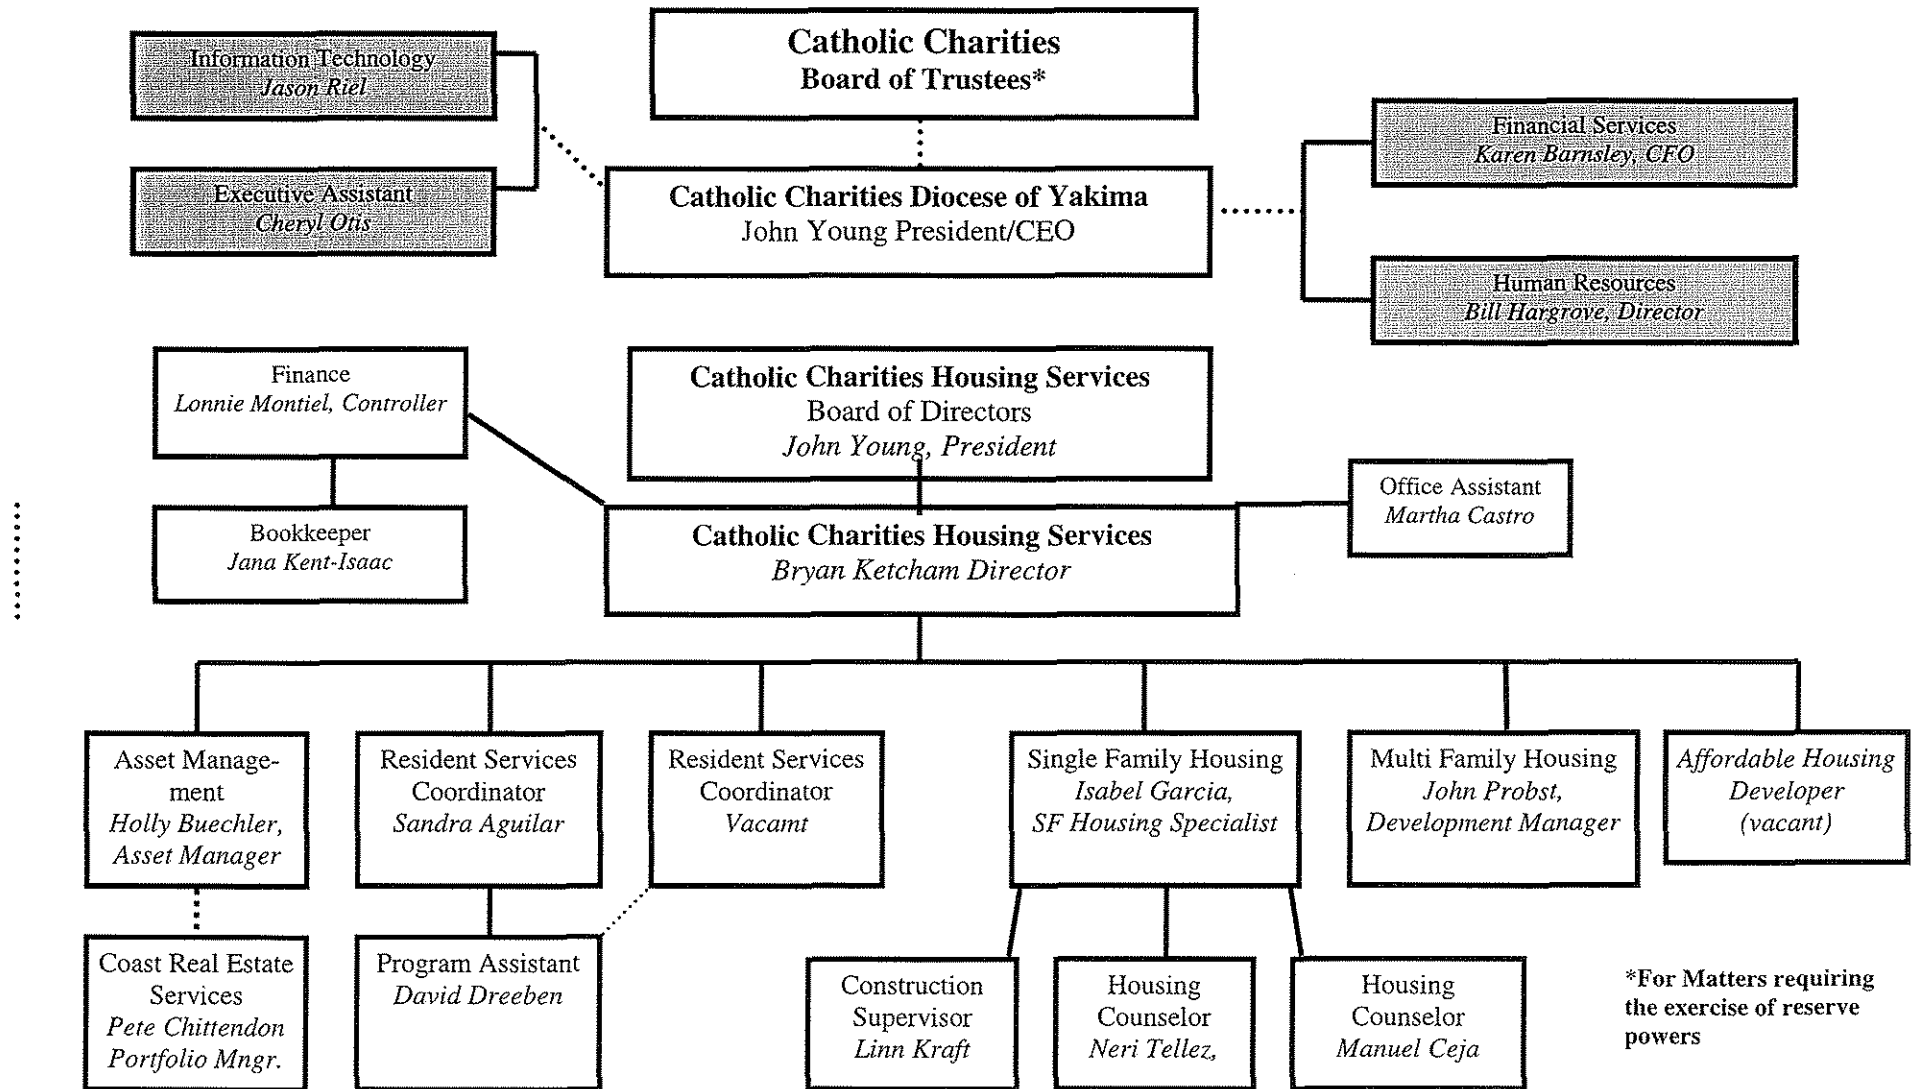 Catholic Charities
Board of Trustees*
Information Technology
Jason Riel
Executive Assistant
Cheryl Otis
Catholic Charities Diocese of Yakima
John Young President/CEO
Financial Services
Karen Barnsley, CFO
Human Resources
Bill Hargrove, Director
Finance
Lonnie Montiel, Controller
Catholic Charities Housing Services
Board of Directors
John Young, President
Office Assistant
Martha Castro
Bookkeeper
Jana Kent-Isaac
Catholic Charities Housing Services
Bryan Ketcham Director
Asset Manage-
ment
Holly Buechler,
Asset Manager
Resident Services
Coordinator
Sandra Aguilar
Resident Services
Coordinator
Vacamt
Single Family Housing
Isabel Garcia,
SF Housing Specialist
Multi Family Housing
John Probst,
Development Manager
Affordable Housing
Developer
(vacant)
Coast Real Estate
Services
Pete Chittendon
Portfolio Mngr.
Program Assistant
David Dreeben
Construction
Supervisor
Linn Kraft
Housing
Counselor
Neri Tellez,
Housing
Counselor
Manuel Ceja
*For Matters requiring
the exercise of reserve
powers